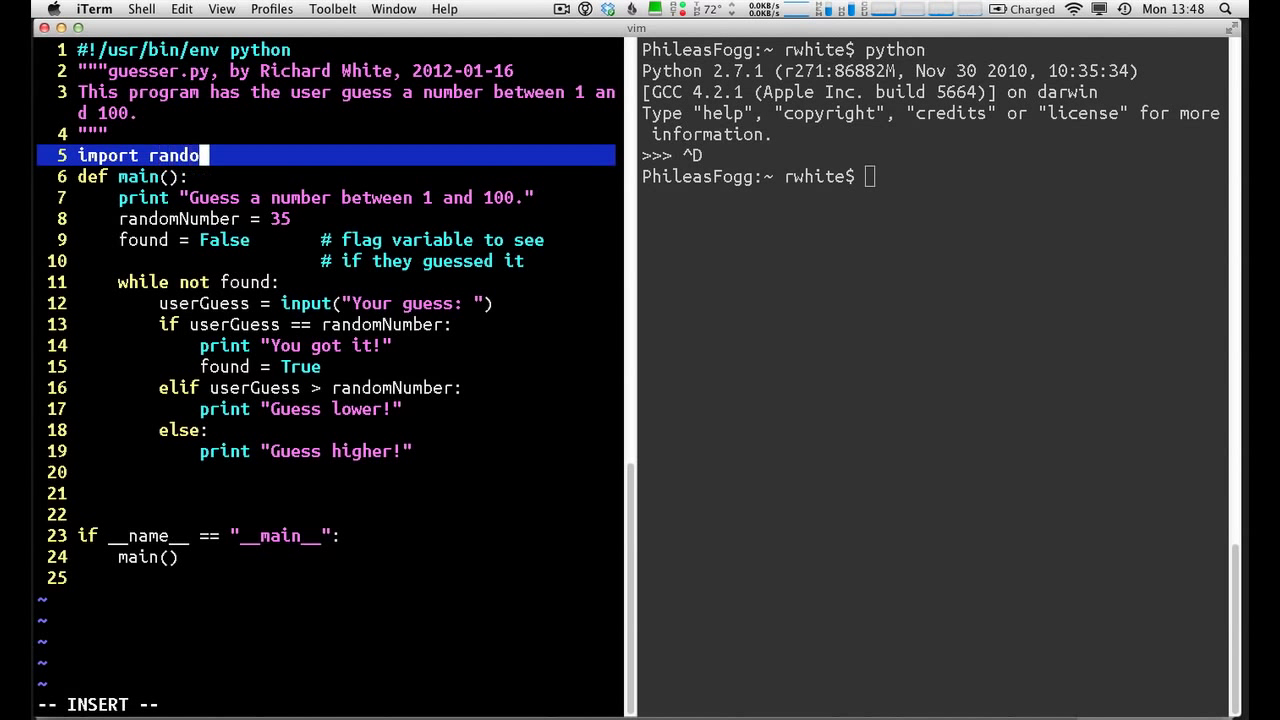 iTerm Shell Edit View Profiles Toolbelt Window Help 72° 0.0KB/s 0.0KB/s Charged Mon 13:48
vim
1 #!/usr/bin/env python
2 """guesser.py, by Richard White, 2012-01-16
3 This program has the user guess a number between 1 an
d 100.
4 """
5 import rando
6 def main():
7 print "Guess a number between 1 and 100."
8 randomNumber = 35
9 found = False # flag variable to see
10 # if they guessed it
11 while not found:
12 userGuess = input("Your guess: ")
13 if userGuess == randomNumber:
14 print "You got it!"
15 found = True
16 elif userGuess > randomNumber:
17 print "Guess lower!"
18 else:
19 print "Guess higher!"
20
21
22
23 if __name__ == "__main__":
24 main()
25
~
~
~
~
~
-- INSERT --
PhileasFogg:~ rwhite$ python
Python 2.7.1 (r271:86882M, Nov 30 2010, 10:35:34)
[GCC 4.2.1 (Apple Inc. build 5664)] on darwin
Type "help", "copyright", "credits" or "license" for more
information.
>>> ^D
PhileasFogg:~ rwhite$